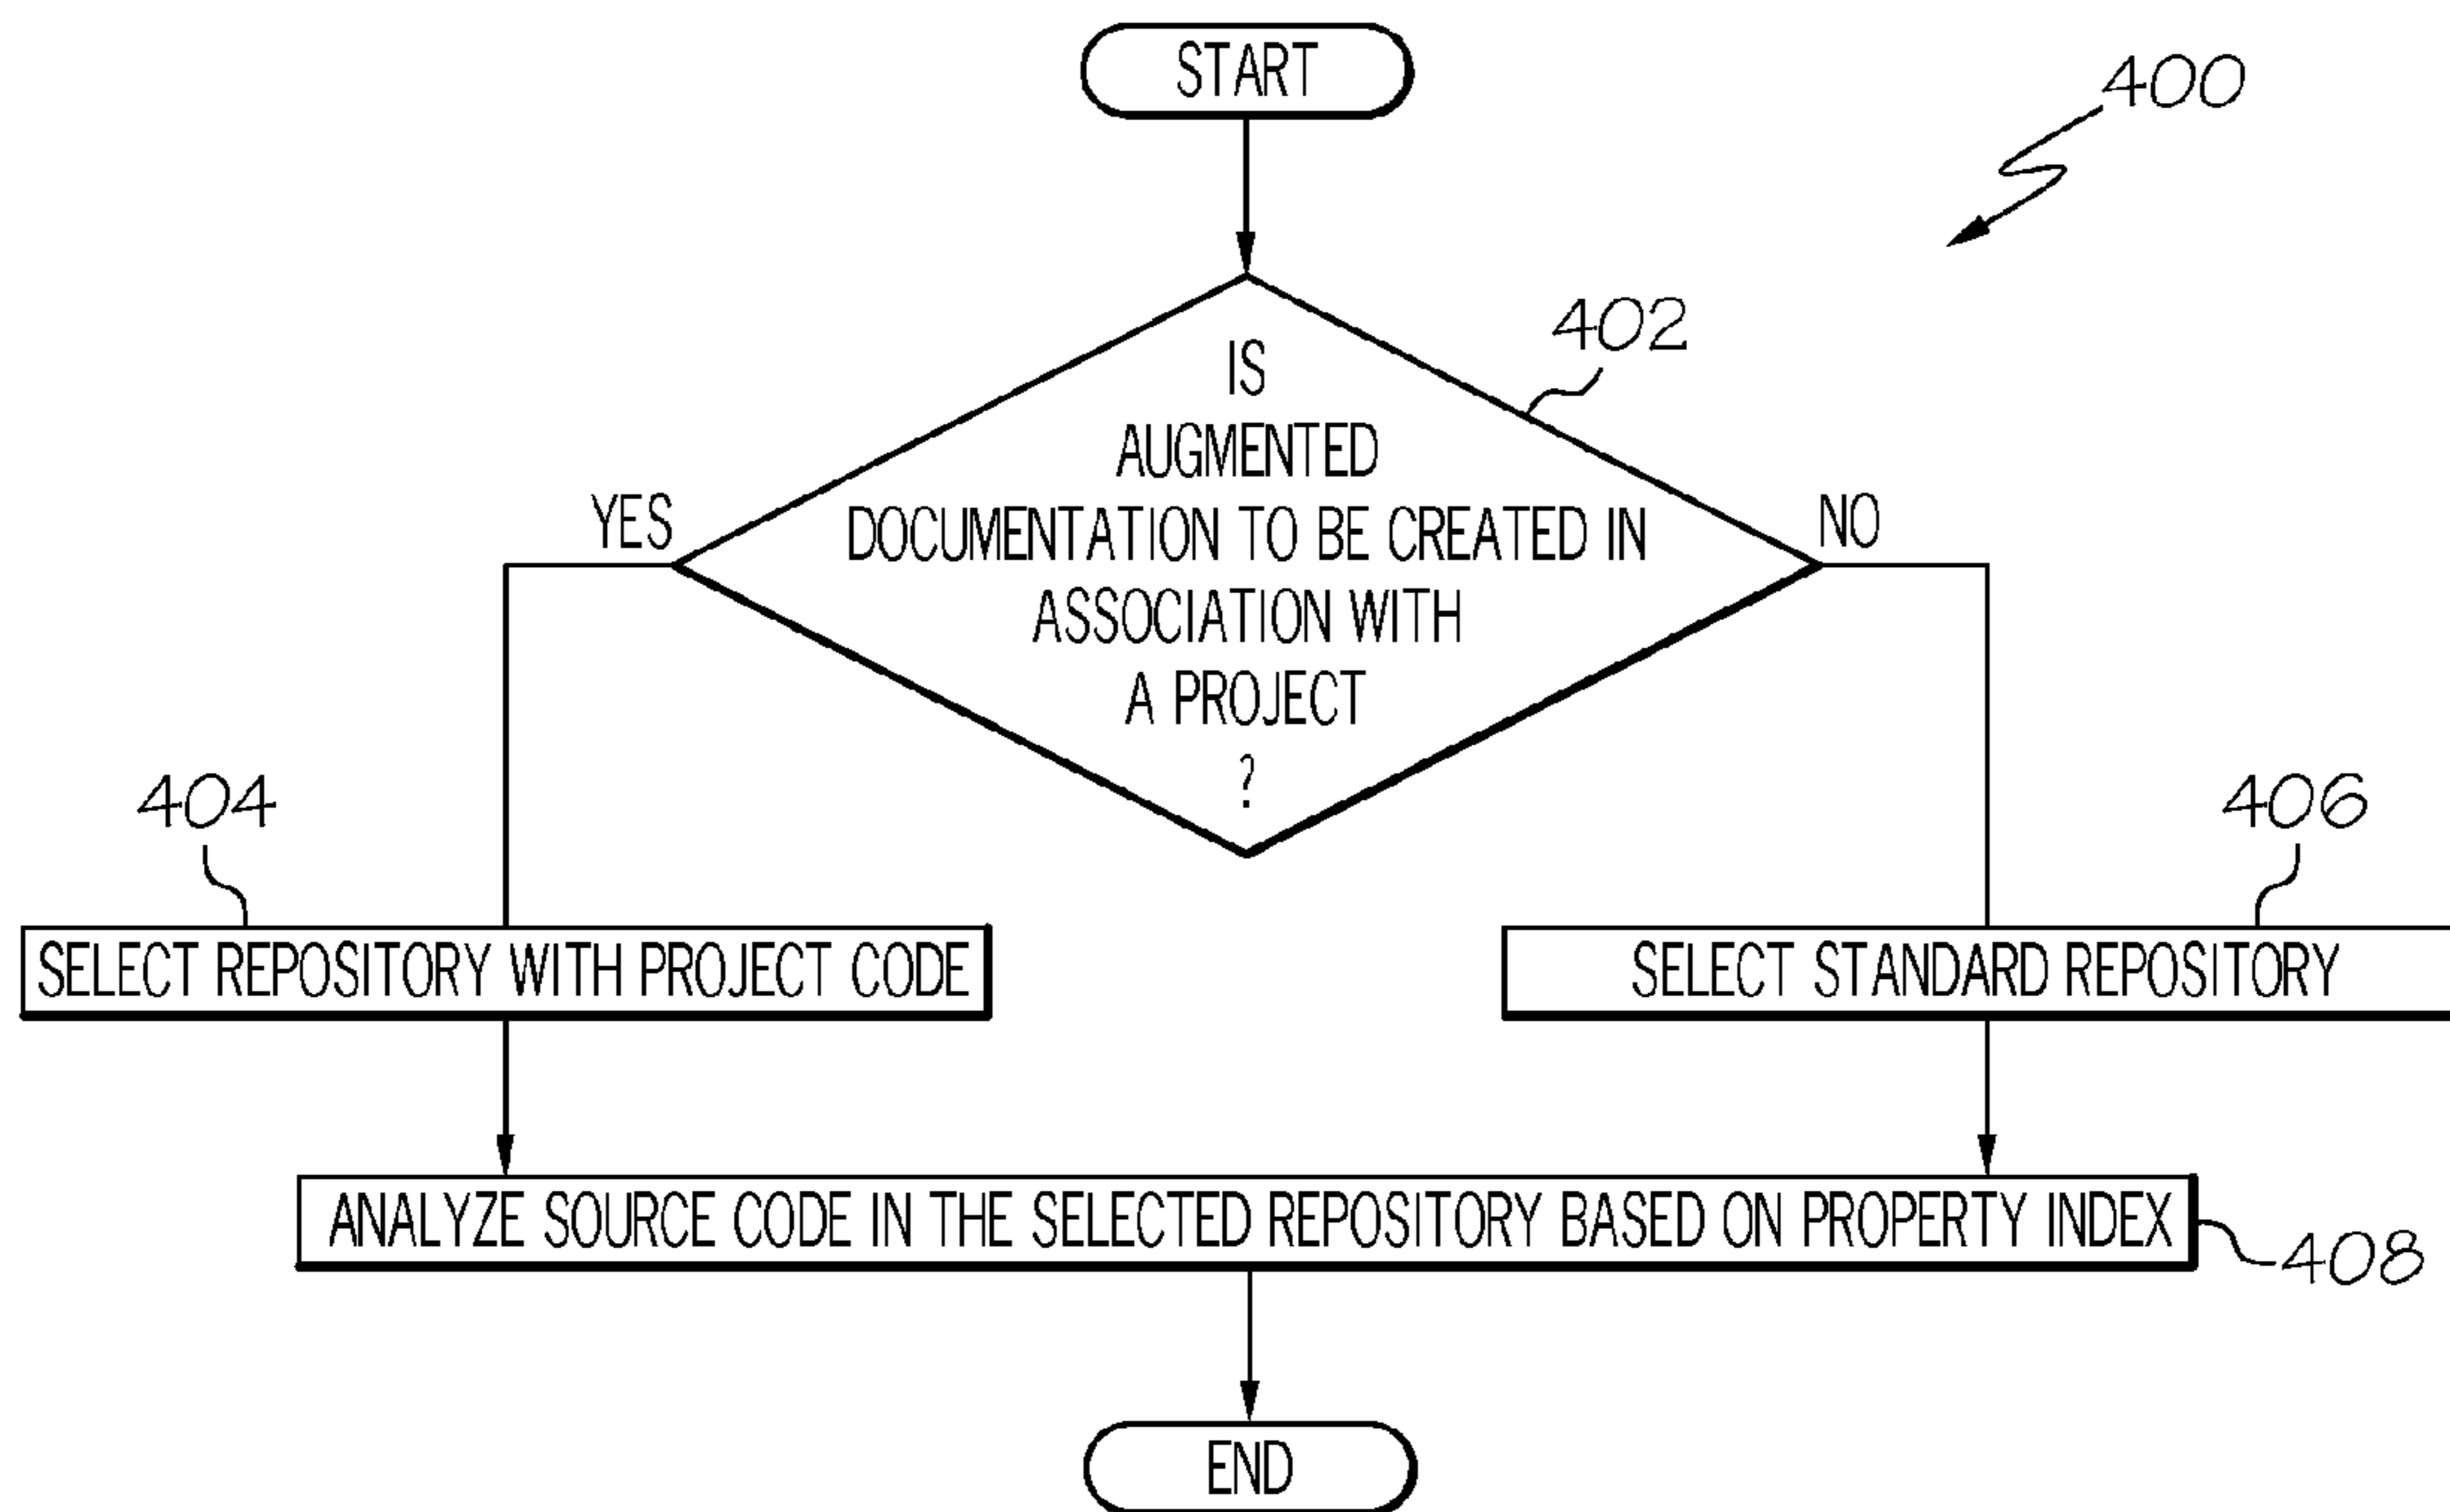 START
400
402
IS
AUGMENTED
DOCUMENTATION TO BE CREATED IN
ASSOCIATION WITH
A PROJECT
?
YES
NO
404
406
SELECT REPOSITORY WITH PROJECT CODE
SELECT STANDARD REPOSITORY
ANALYZE SOURCE CODE IN THE SELECTED REPOSITORY BASED ON PROPERTY INDEX
408
END